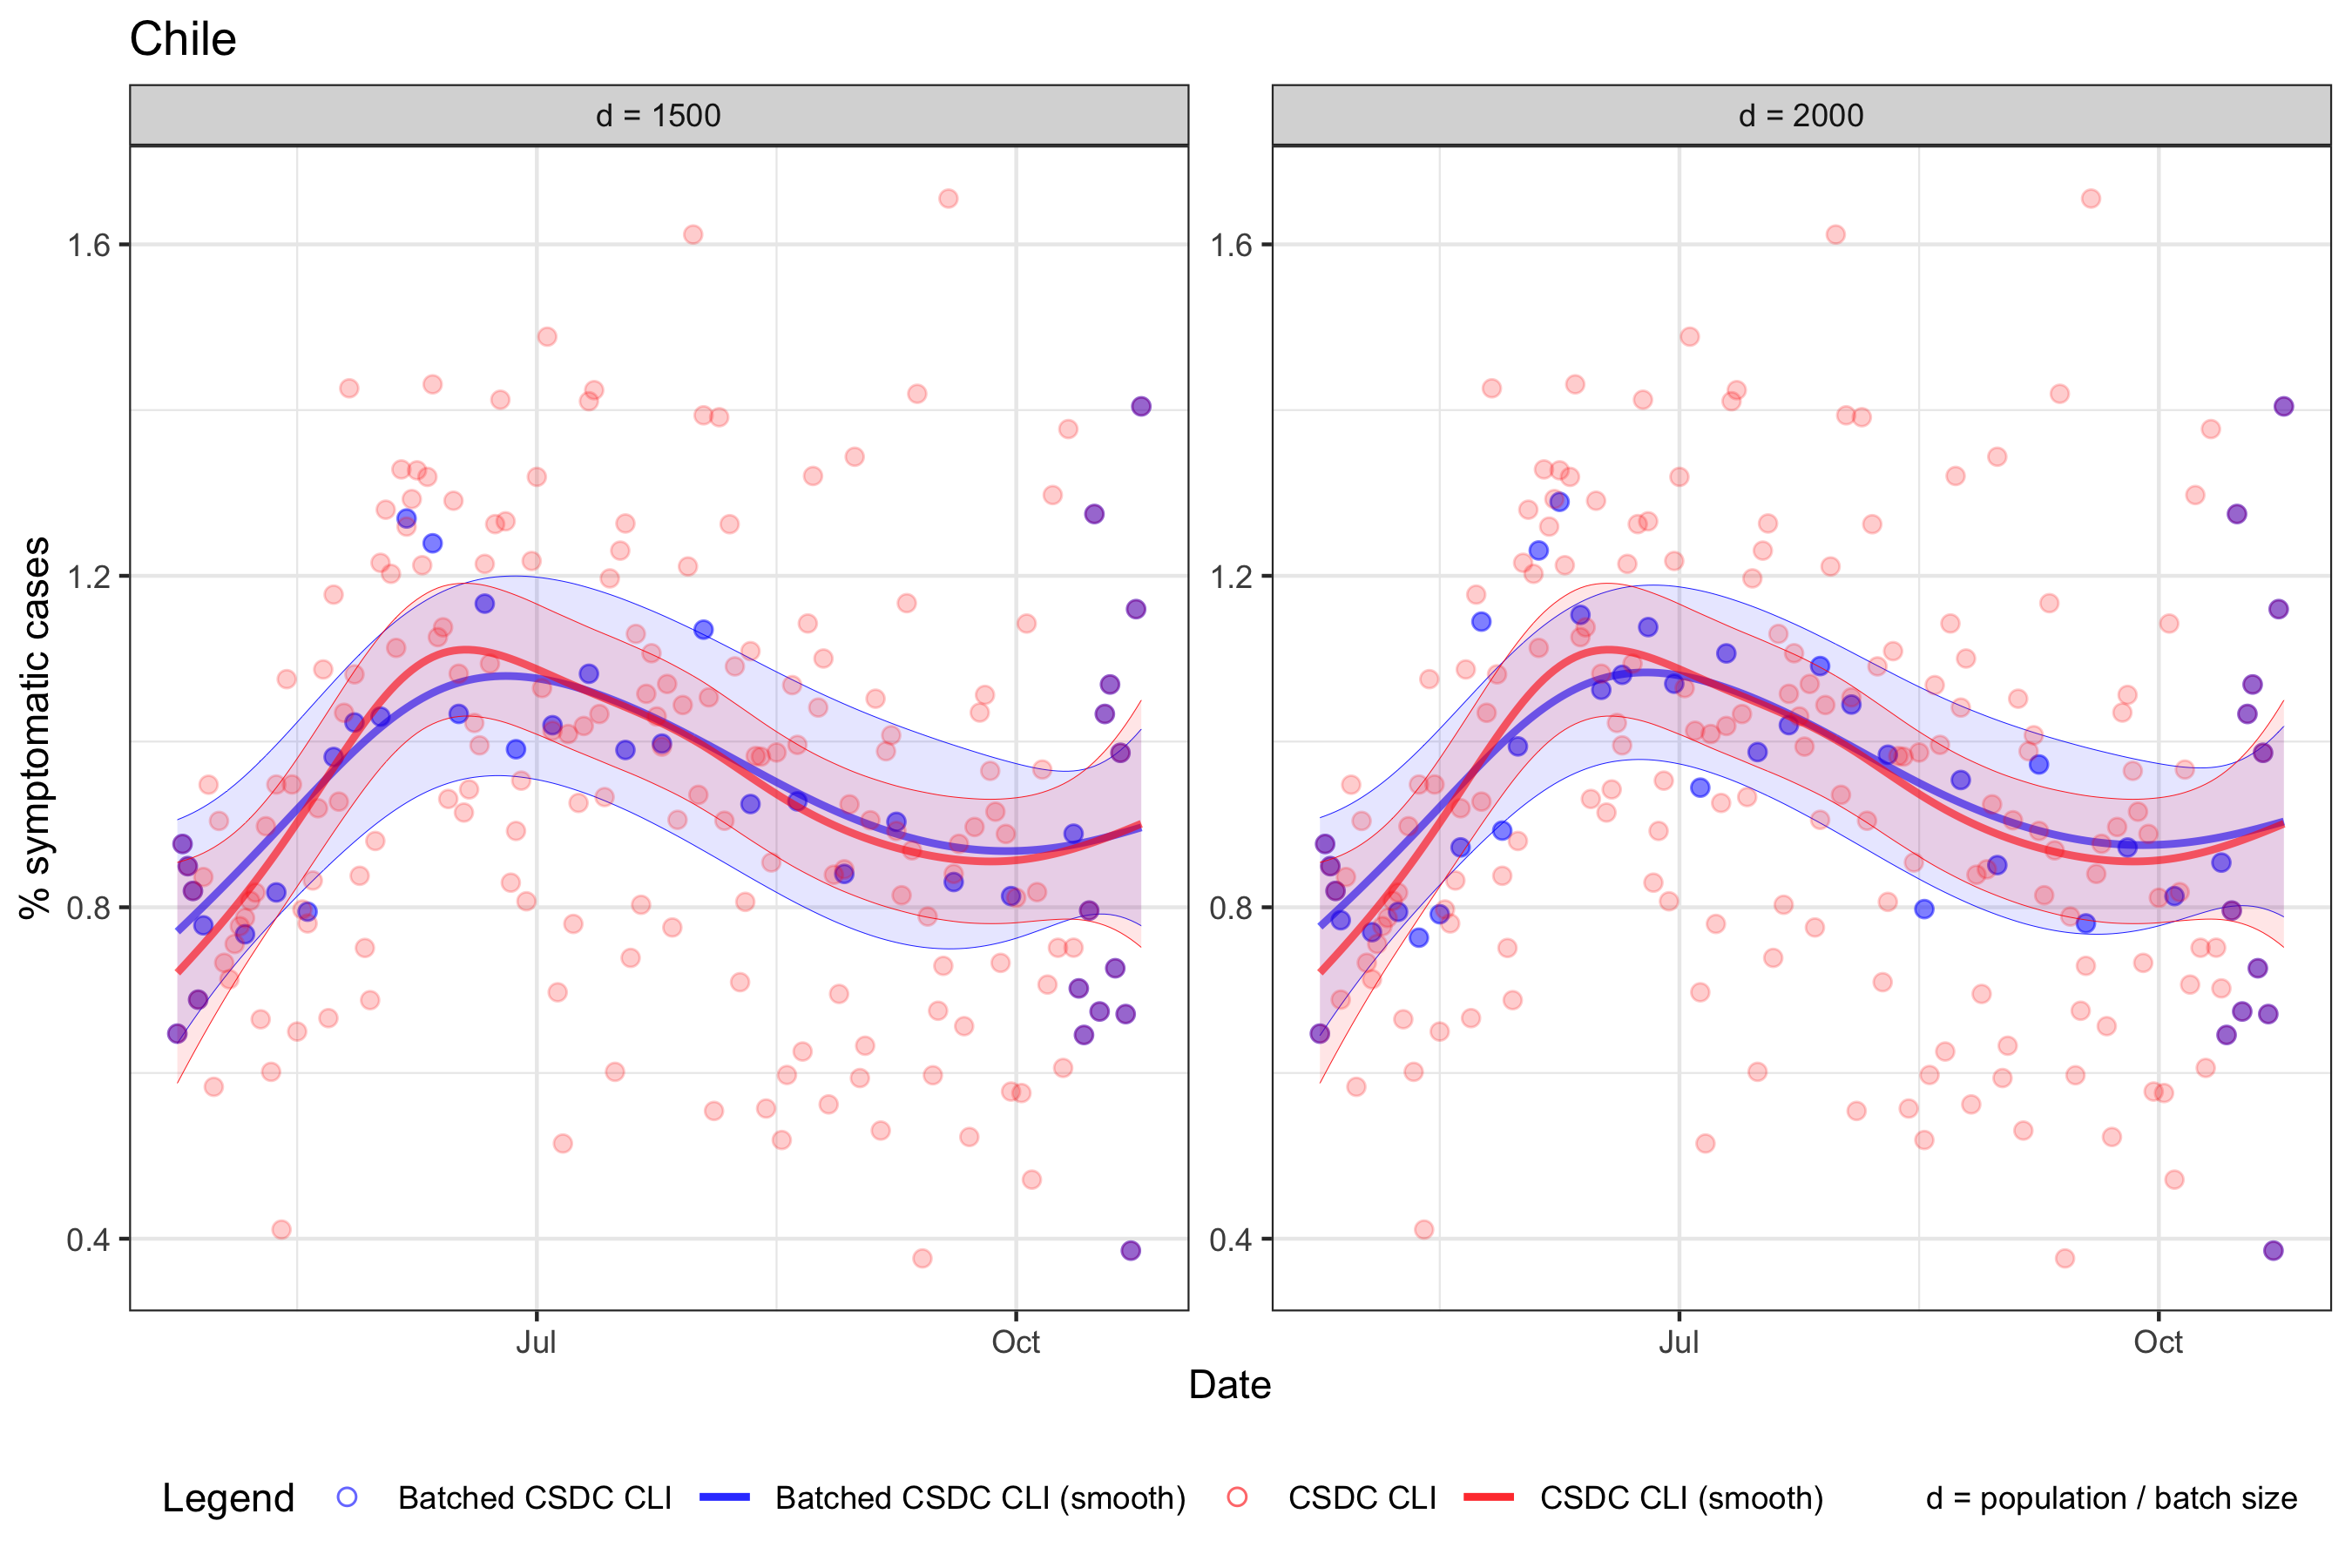 Chile
d = 1500
d = 2000
% symptomatic cases
1.6
1.2
0.8
0.4
1.6
1.2
0.8
0.4
Jul
Oct
Jul
Oct
Date
Legend Batched CSDC CLI Batched CSDC CLI (smooth) CSDC CLI CSDC CLI (smooth) d = population / batch size